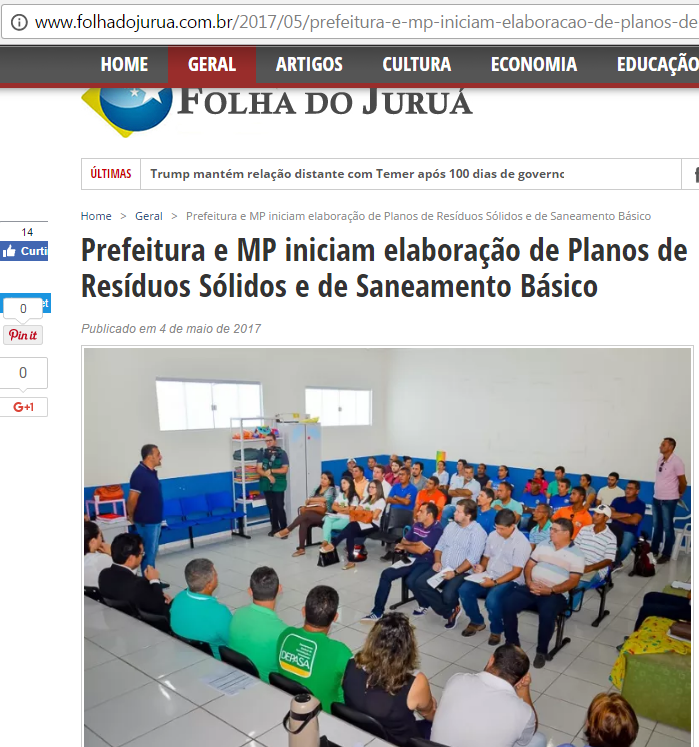 www.folhadojurua.com.br/2017/05/prefeitura-e-mp-iniciam-elaboracao-de-planos-de
HOME GERAL ARTIGOS CULTURA ECONOMIA EDUCAÇÃO
FOLHA DO JURUÁ
ÚLTIMAS Trump mantém relação distante com Temer após 100 dias de governo
Home > Geral > Prefeitura e MP iniciam elaboração de Planos de Resíduos Sólidos e de Saneamento Básico
14
Curti
Prefeitura e MP iniciam elaboração de Planos de
Resíduos Sólidos e de Saneamento Básico
et
0
Pin it
Publicado em 4 de maio de 2017
0
G+1
DEPASA